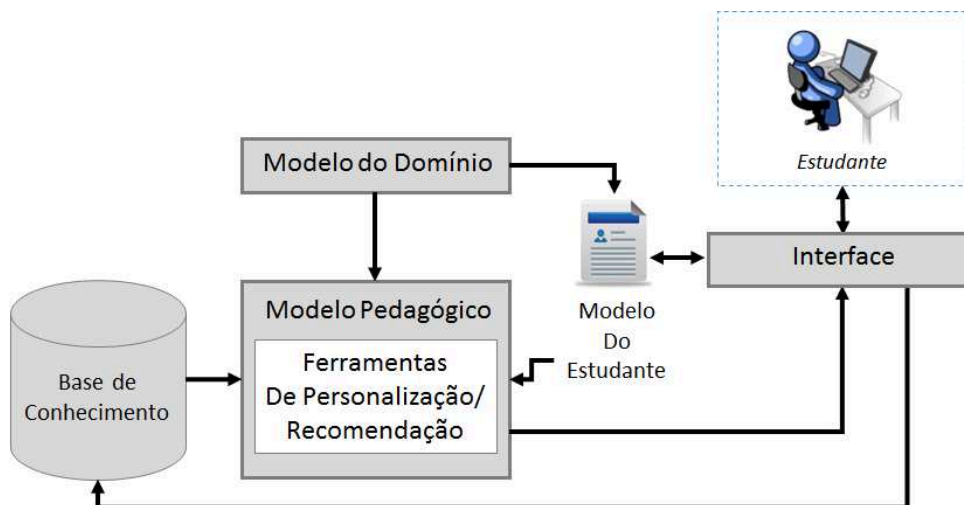 Estudante
Modelo do Domínio
Interface
Modelo Pedagógico
Modelo
Do
Estudante
Ferramentas
De Personalização/
Recomendação
Base de
Conhecimento